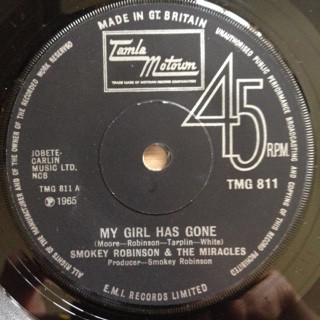 MADE IN GT. BRITAIN
Tamla
Motown
TRADE MARK OF MOTOWN RECORD CORPORATION
45
R.P.M.
JOBETE-
CARLIN
MUSIC LTD.
NCB
TMG 811 A
℗ 1965
TMG 811
MY GIRL HAS GONE
(Moore—Robinson—Tarplin—White)
SMOKEY ROBINSON & THE MIRACLES
Producer—Smokey Robinson
E.M.I. RECORDS LIMITED
ALL RIGHTS OF THE MANUFACTURER AND OF THE OWNER OF THE RECORDED WORK RESERVED
UNAUTHORISED PUBLIC PERFORMANCE BROADCASTING AND COPYING OF THIS RECORD PROHIBITED